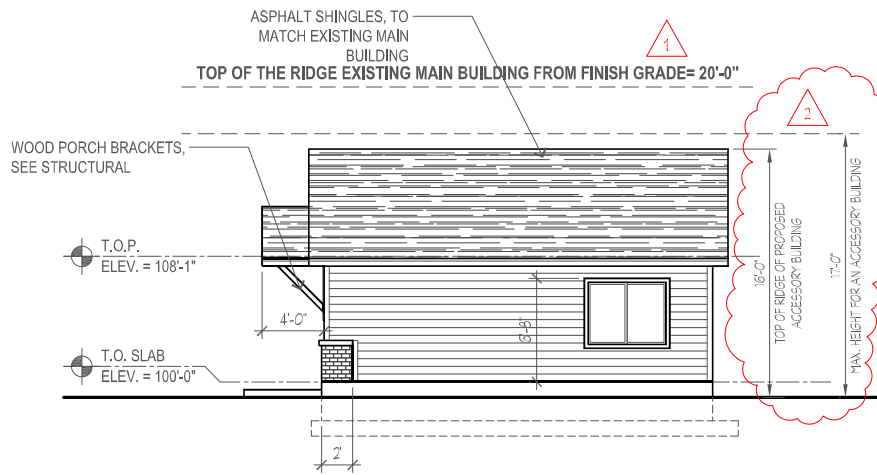 ASPHALT SHINGLES, TO
MATCH EXISTING MAIN
BUILDING
1
TOP OF THE RIDGE EXISTING MAIN BUILDING FROM FINISH GRADE= 20'-0"
2
WOOD PORCH BRACKETS,
SEE STRUCTURAL
T.O.P.
ELEV. = 108'-1"
4'-0"
6'-8"
16'-0"
TOP OF RIDGE OF PROPOSED
ACCESSORY BUILDING
17'-0"
MAX. HEIGHT FOR AN ACCESSORY BUILDING
T.O. SLAB
ELEV. = 100'-0"
2'